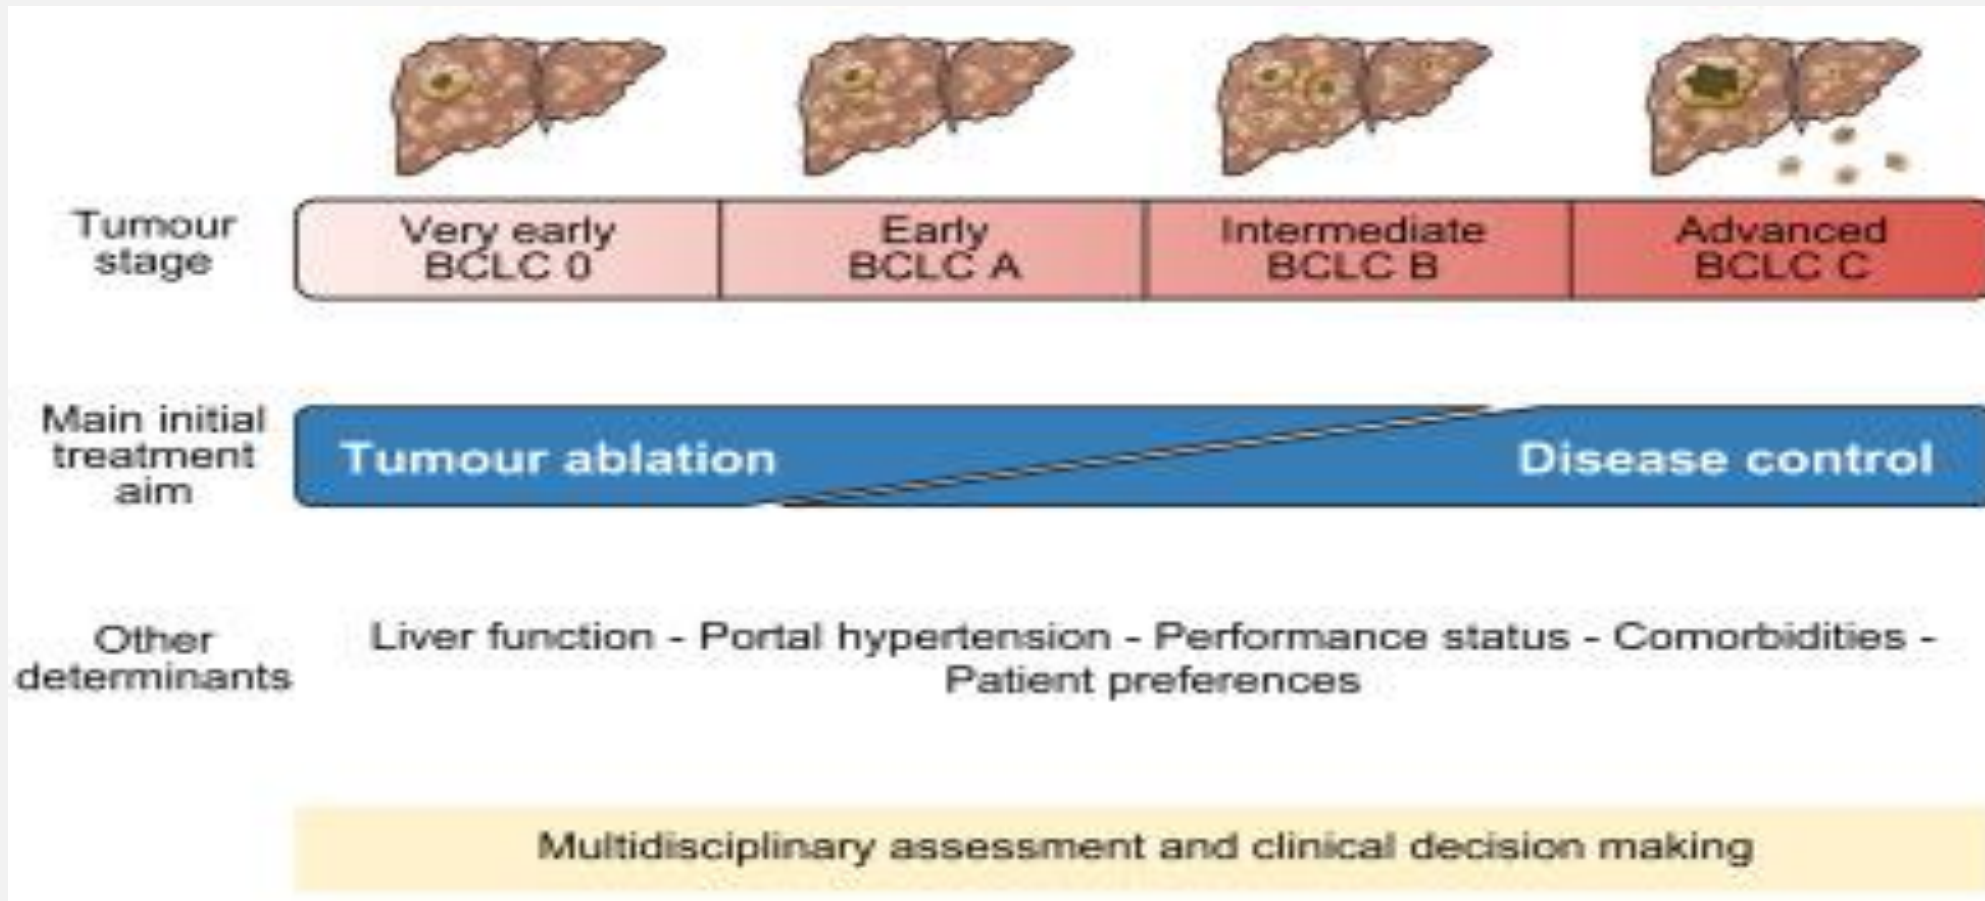 Tumour
stage
Very early
BCLC 0
Early
BCLC A
Intermediate
BCLC B
Advanced
BCLC C
Main initial
treatment
aim
Tumour ablation
Disease control
Other
determinants
Liver function - Portal hypertension - Performance status - Comorbidities -
Patient preferences
Multidisciplinary assessment and clinical decision making